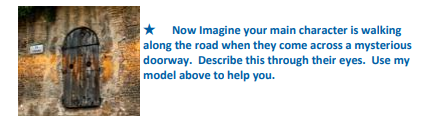 ★ Now Imagine your main character is walking
along the road when they come across a mysterious
doorway. Describe this through their eyes. Use my
model above to help you.